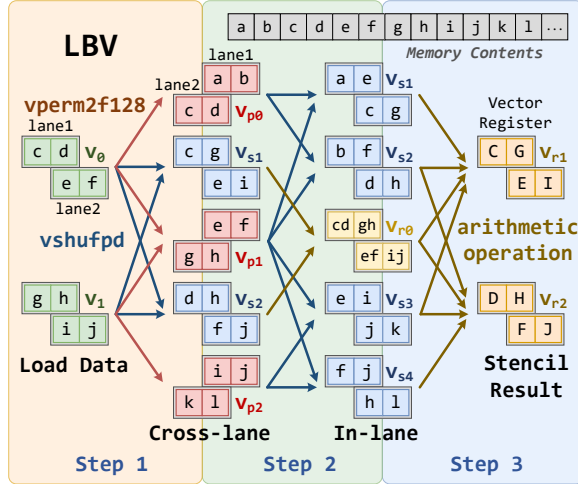 LBV
a b c d e f g h i j k l ...
Memory Contents
lane1
lane2
vperm2f128
a b
c d
Vp0
a e
Vs1
c g
Vector
Register
lane1
c d
V0
e f
lane2
c g
Vs1
e i
b f
Vs2
d h
C G
Vr1
E I
vshufpd
e f
g h
Vp1
cd gh
Vr0
ef ij
arithmetic
operation
g h
V1
i j
d h
Vs2
f j
e i
Vs3
j k
D H
Vr2
F J
Load Data
i j
k l
Vp2
f j
Vs4
h l
Stencil
Result
Cross-lane
In-lane
Step 1
Step 2
Step 3